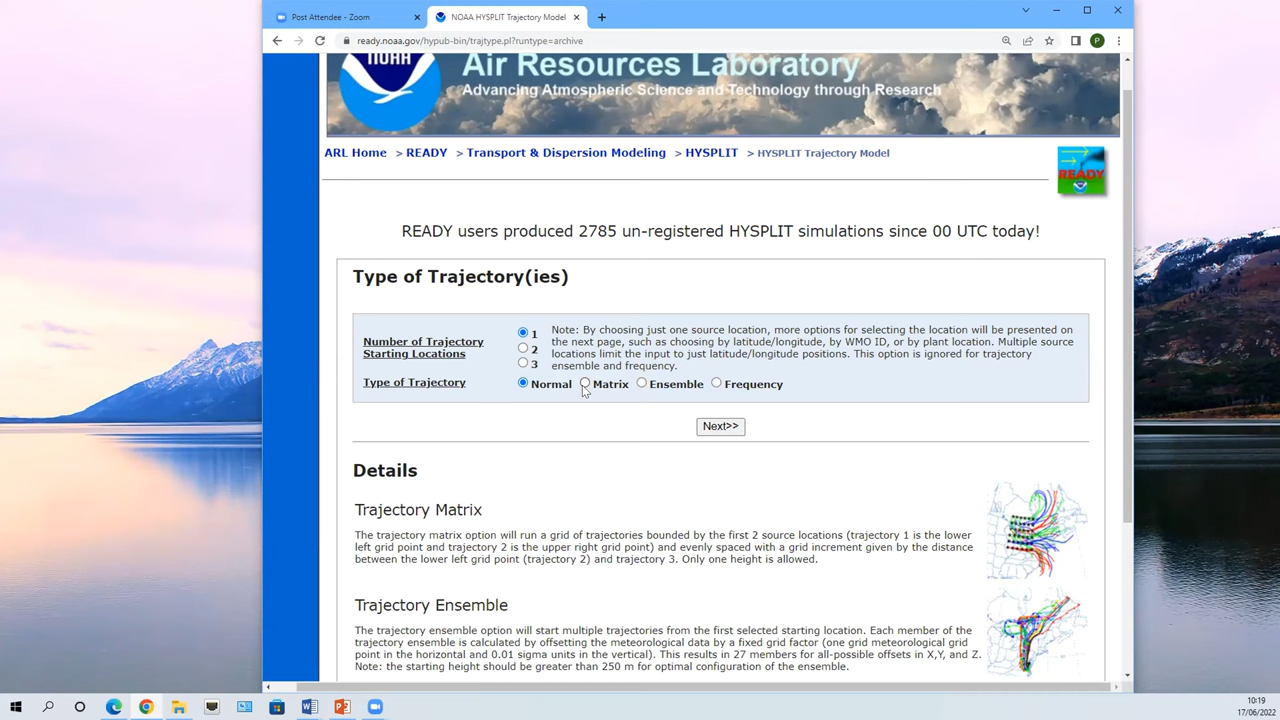 Post Attendee - Zoom
NOAA HYSPLIT Trajectory Model
ready.noaa.gov/hypub-bin/trajtype.pl?runtype=archive
P
NOAA
Air Resources Laboratory
Advancing Atmospheric Science and Technology through Research
ARL Home > READY > Transport & Dispersion Modeling > HYSPLIT > HYSPLIT Trajectory Model
READY
READY users produced 2785 un-registered HYSPLIT simulations since 00 UTC today!
Type of Trajectory(ies)
Number of Trajectory
Starting Locations
1
2
3
Note: By choosing just one source location, more options for selecting the location will be presented on
the next page, such as choosing by latitude/longitude, by WMO ID, or by plant location. Multiple source
locations limit the input to just latitude/longitude positions. This option is ignored for trajectory
ensemble and frequency.
Type of Trajectory
Normal Matrix Ensemble Frequency
Next>>
Details
Trajectory Matrix
The trajectory matrix option will run a grid of trajectories bounded by the first 2 source locations (trajectory 1 is the lower
left grid point and trajectory 2 is the upper right grid point) and evenly spaced with a grid increment given by the distance
between the lower left grid point (trajectory 2) and trajectory 3. Only one height is allowed.
Trajectory Ensemble
The trajectory ensemble option will start multiple trajectories from the first selected starting location. Each member of the
trajectory ensemble is calculated by offsetting the meteorological data by a fixed grid factor (one grid meteorological grid
point in the horizontal and 0.01 sigma units in the vertical). This results in 27 members for all-possible offsets in X,Y, and Z.
Note: the starting height should be greater than 250 m for optimal configuration of the ensemble.
10:19
17/06/2022